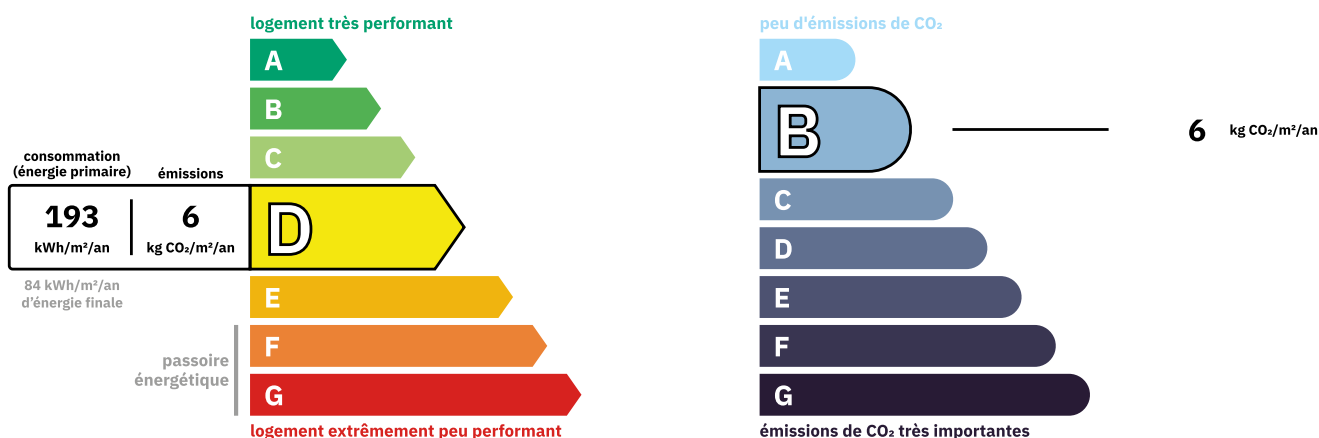 logement très performant
A
B
C
consommation
(énergie primaire)
émissions
193
kWh/m²/an
6
kg CO₂/m²/an
D
84 kWh/m²/an
d'énergie finale
E
passoire
énergétique
F
G
logement extrêmement peu performant
peu d'émissions de CO₂
A
B
6 kg CO₂/m²/an
C
D
E
F
G
émissions de CO₂ très importantes